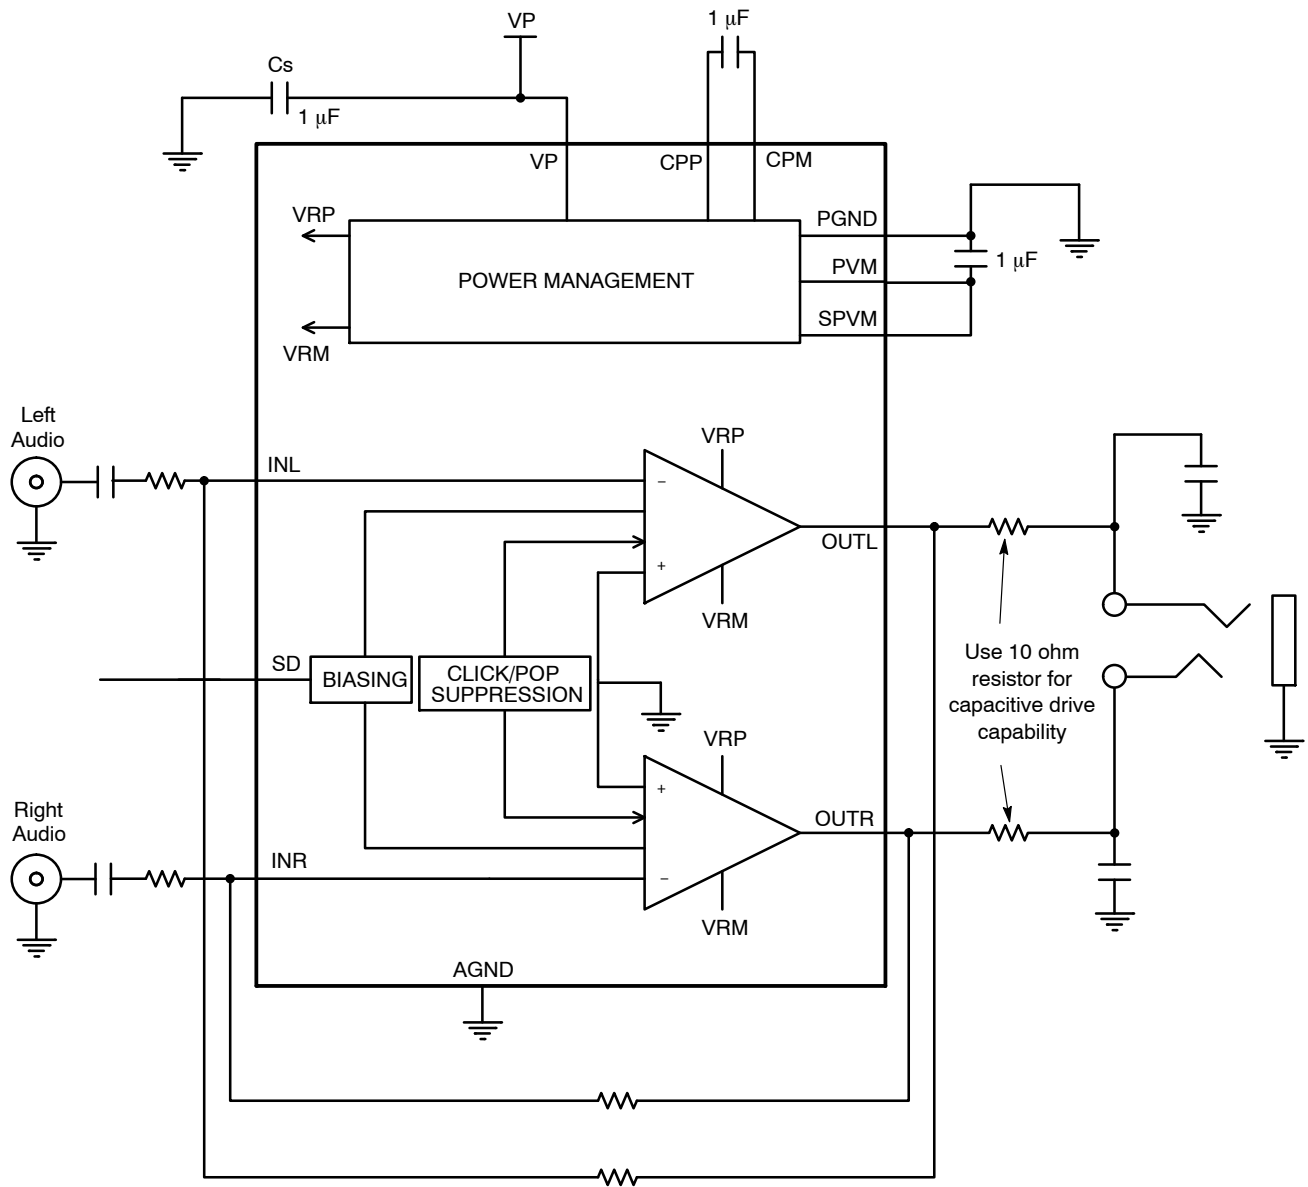 VP
1 μF
Cs
1 μF
VP
CPP
CPM
VRP
PGND
POWER MANAGEMENT
PVM
1 μF
SPVM
VRM
Left
Audio
INL
VRP
−
OUTL
+
VRM
SD
BIASING
CLICK/POP
SUPPRESSION
Use 10 ohm
resistor for
capacitive drive
capability
VRP
+
Right
Audio
OUTR
INR
−
VRM
AGND